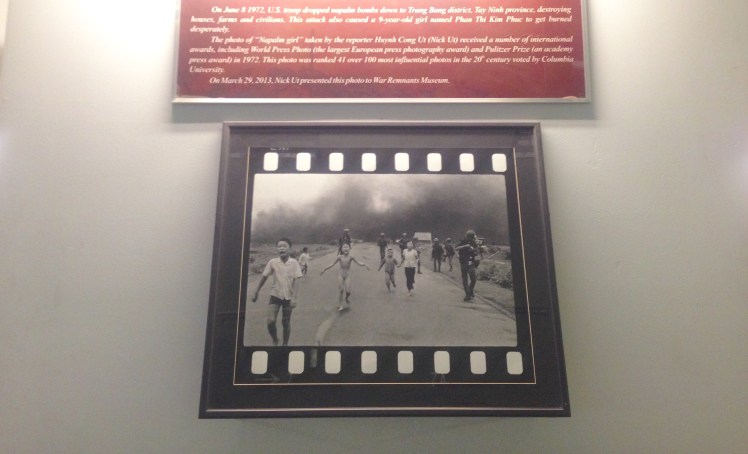 On June 8 1972, U.S. troop dropped napalm bombs down to Trang Bang district, Tay Ninh province, destroying
houses, farms and civilians. This attack also caused a 9-year-old girl named Phan Thi Kim Phuc to get burned
desperately.
The photo of "Napalm girl" taken by the reporter Huynh Cong Ut (Nick Ut) received a number of international
awards, including World Press Photo (the largest European press photography award) and Pulitzer Prize (an academy
press award) in 1972. This photo was ranked 41 over 100 most influential photos in the 20th century voted by Columbia
University.
On March 29, 2013, Nick Ut presented this photo to War Remnants Museum.